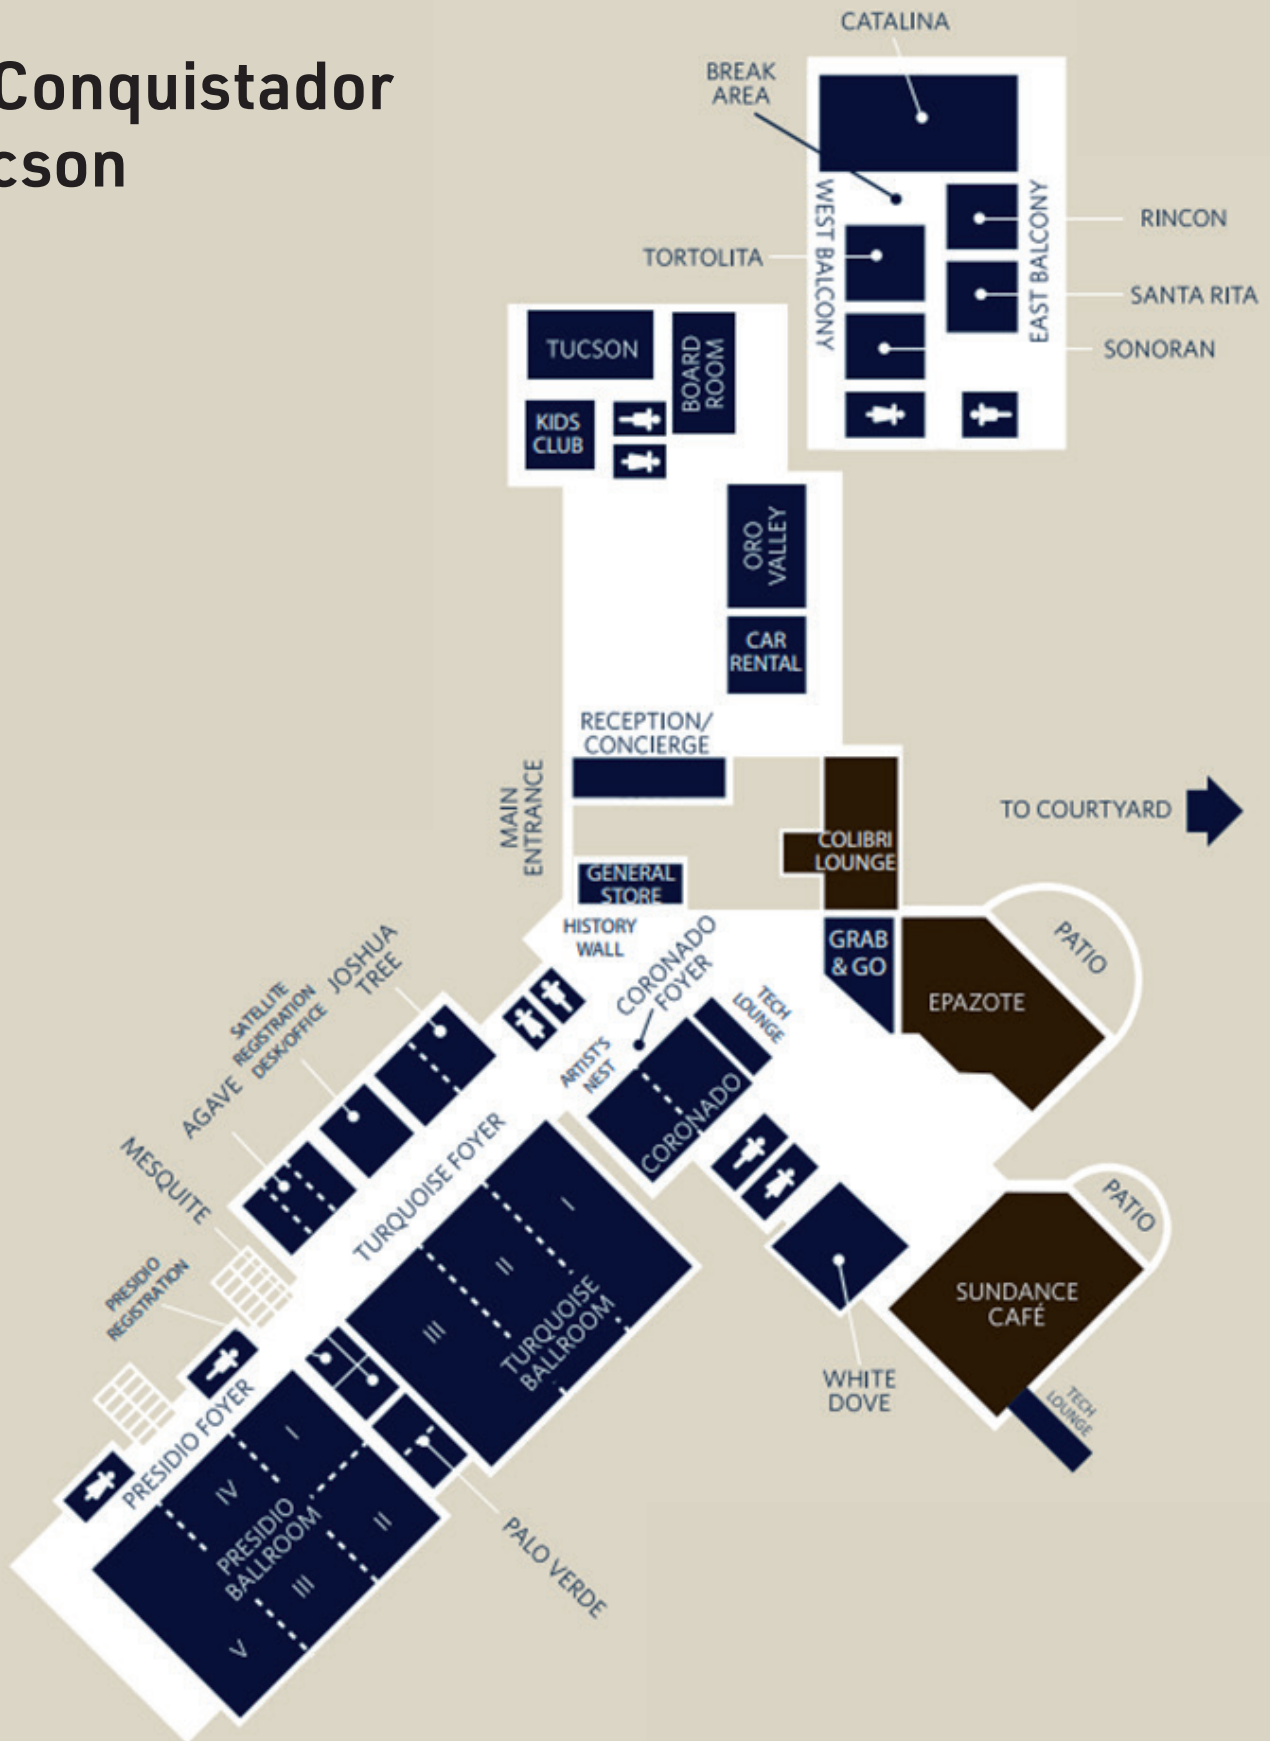 Conquistador
cson
CATALINA
BREAK
AREA
WEST BALCONY
EAST BALCONY
RINCON
TORTOLITA
SANTA RITA
SONORAN
TUCSON
BOARD
ROOM
KIDS
CLUB
ORO
VALLEY
CAR
RENTAL
RECEPTION/
CONCIERGE
MAIN
ENTRANCE
TO COURTYARD
COLIBRI
LOUNGE
GENERAL
STORE
HISTORY
WALL
GRAB
& GO
PATIO
EPAZOTE
CORONADO
FOYER
TECH
LOUNGE
ARTIST'S
NEST
CORONADO
JOSHUA
TREE
SATELLITE
REGISTRATION
DESK/OFFICE
AGAVE
MESQUITE
TURQUOISE FOYER
PRESIDIO
REGISTRATION
I
II
III
TURQUOISE
BALLROOM
PATIO
SUNDANCE
CAFÉ
WHITE
DOVE
TECH
LOUNGE
PRESIDIO FOYER
I
IV
PRESIDIO
BALLROOM
II
III
V
PALO VERDE